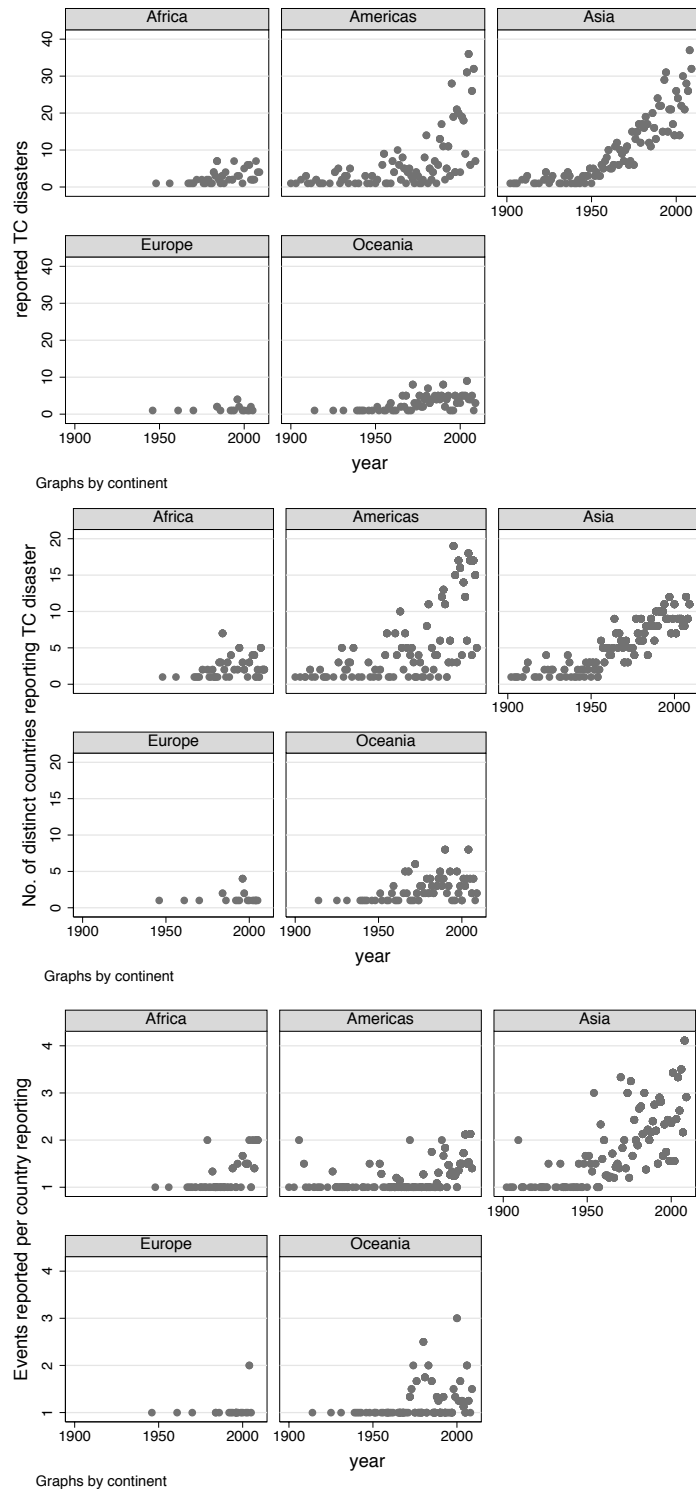 Africa Americas Asia
0 10 20 30 40
1900 1950 2000
Europe Oceania
0 10 20 30 40
1900 1950 2000 1900 1950 2000
reported TC disasters
year
Graphs by continent
Africa Americas Asia
0 5 10 15 20
1900 1950 2000
Europe Oceania
0 5 10 15 20
1900 1950 2000 1900 1950 2000
No. of distinct countries reporting TC disaster
year
Graphs by continent
Africa Americas Asia
1 2 3 4
1900 1950 2000
Europe Oceania
1 2 3 4
1900 1950 2000 1900 1950 2000
Events reported per country reporting
year
Graphs by continent